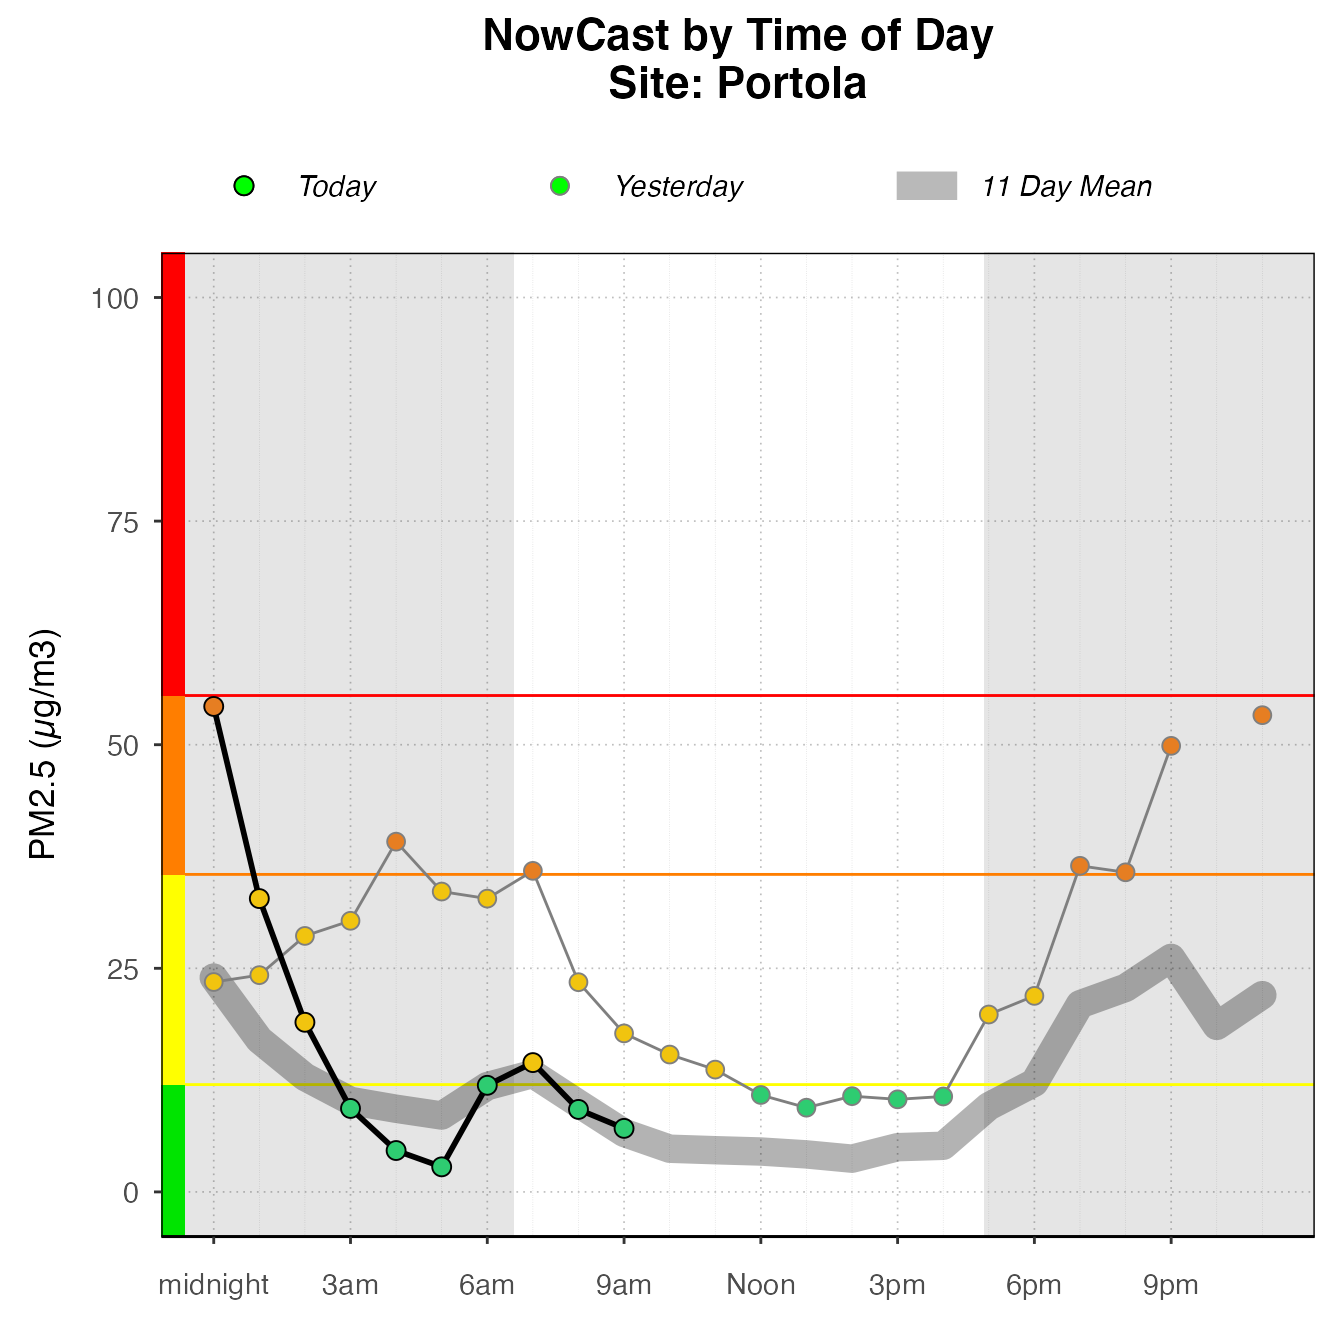 NowCast by Time of Day
Site: Portola
Today
Yesterday
11 Day Mean
PM2.5 (µg/m3)
100
75
50
25
0
midnight
3am
6am
9am
Noon
3pm
6pm
9pm